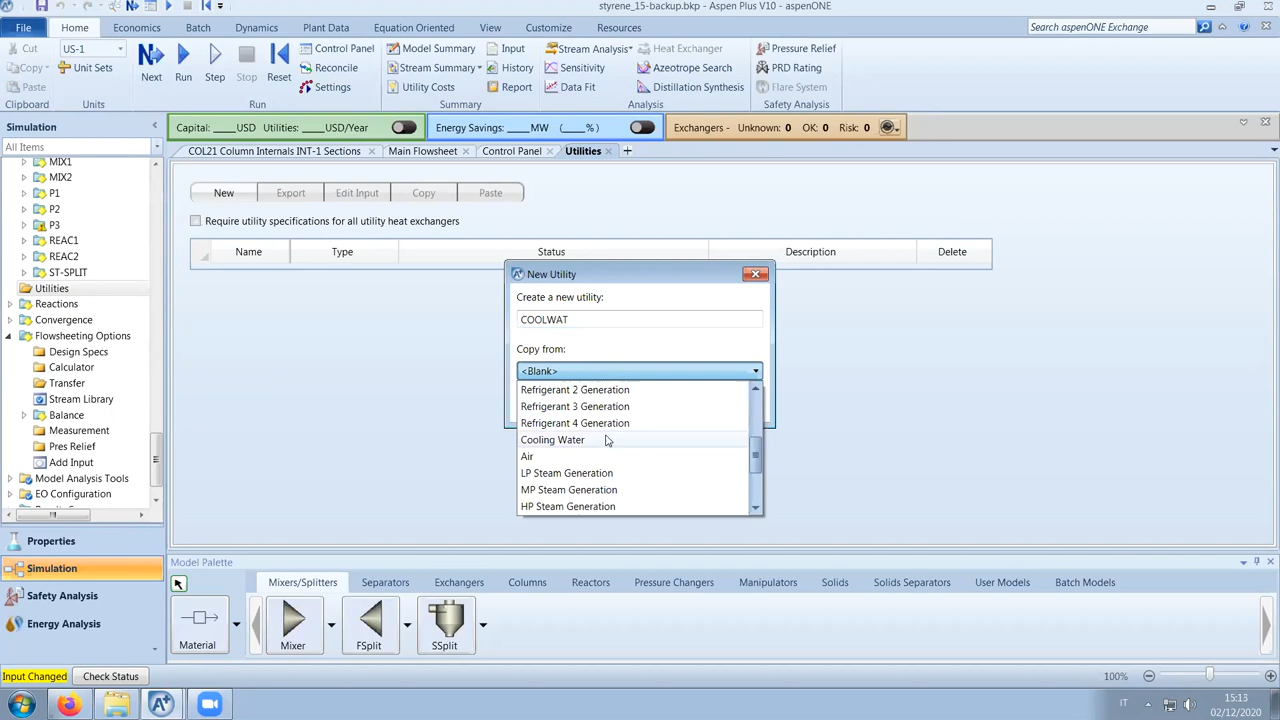 styrene_15-backup.bkp - Aspen Plus V10 - aspenONE
File Home Economics Batch Dynamics Plant Data Equation Oriented View Customize Resources Search aspenONE Exchange
Cut US-1 Control Panel Model Summary Input Stream Analysis Heat Exchanger Pressure Relief
Copy Unit Sets Next Run Step Stop Reset Reconcile Stream Summary History Sensitivity Azeotrope Search PRD Rating
Paste Settings Utility Costs Report Data Fit Distillation Synthesis Flare System
Clipboard Units Run Summary Analysis Safety Analysis
Simulation Capital: ____USD Utilities: ____USD/Year Energy Savings: ____MW (____%) Exchangers - Unknown: 0 OK: 0 Risk: 0
All Items COL21 Column Internals INT-1 Sections Main Flowsheet Control Panel Utilities
MIX1
MIX2
P1
P2
P3
REAC1
REAC2
ST-SPLIT
Utilities
Reactions
Convergence
Flowsheeting Options
Design Specs
Calculator
Transfer
Stream Library
Balance
Measurement
Pres Relief
Add Input
Model Analysis Tools
EO Configuration
New Export Edit Input Copy Paste
Require utility specifications for all utility heat exchangers
Name Type Status Description Delete
New Utility
Create a new utility:
COOLWAT
Copy from:
<Blank>
Refrigerant 2 Generation
Refrigerant 3 Generation
Refrigerant 4 Generation
Cooling Water
Air
LP Steam Generation
MP Steam Generation
HP Steam Generation
Properties
Simulation
Safety Analysis
Energy Analysis
Model Palette
Mixers/Splitters Separators Exchangers Columns Reactors Pressure Changers Manipulators Solids Solids Separators User Models Batch Models
Material Mixer FSplit SSplit
Input Changed Check Status 100%
IT 15:13
02/12/2020